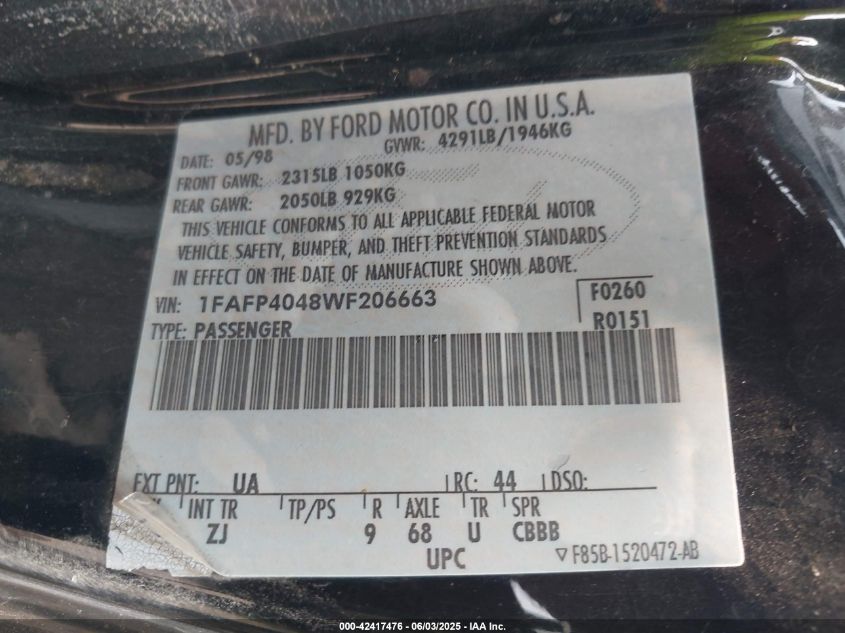 MFD. BY FORD MOTOR CO. IN U.S.A.
DATE: 05/98 GVWR: 4291LB/1946KG
FRONT GAWR: 2315LB 1050KG
REAR GAWR: 2050LB 929KG
THIS VEHICLE CONFORMS TO ALL APPLICABLE FEDERAL MOTOR
VEHICLE SAFETY, BUMPER, AND THEFT PREVENTION STANDARDS
IN EFFECT ON THE DATE OF MANUFACTURE SHOWN ABOVE.
VIN: 1FAFP4048WF206663 F0260
TYPE: PASSENGER R0151
EXT PNT: UA RC: 44 DSO:
INT TR TP/PS R AXLE TR SPR
ZJ 9 68 U CBBB
UPC ▽F85B-1520472-AB
000-42417476 - 06/03/2025 - IAA Inc.